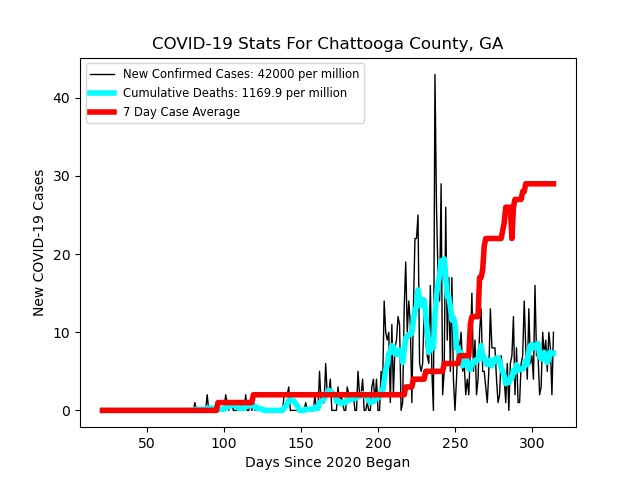 COVID-19 Stats For Chattooga County, GA
New Confirmed Cases: 42000 per million
Cumulative Deaths: 1169.9 per million
7 Day Case Average
New COVID-19 Cases
40
30
20
10
0
50 100 150 200 250 300
Days Since 2020 Began